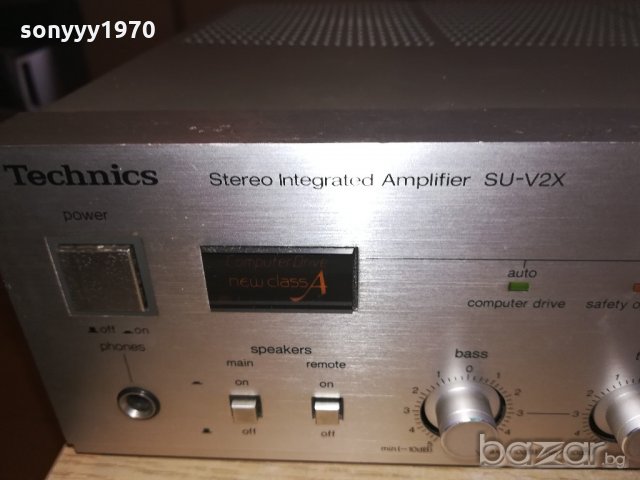 sonyyy1970
Technics
Stereo Integrated Amplifier SU-V2X
power
off on
phones
Computer Drive
new class A
auto
computer drive
safety
speakers
main
remote
on
on
off
off
bass
0
1
1
2
2
3
3
4
4
bazar.bg